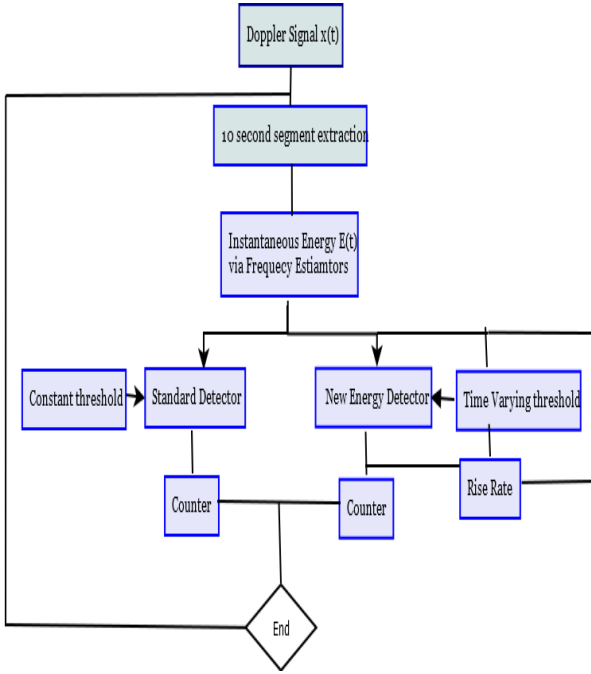 Doppler Signal x(t)
10 second segment extraction
Instantaneous Energy E(t)
via Frequecy Estiamtors
Constant threshold
Standard Detector
New Energy Detector
Time Varying threshold
Counter
Counter
Rise Rate
End